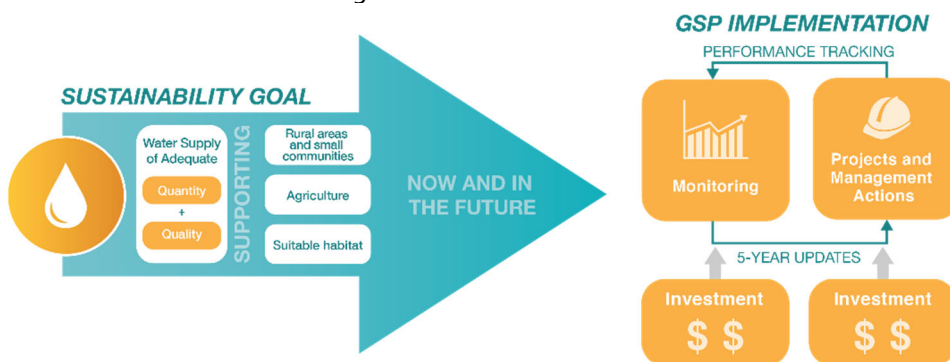 SUSTAINABILITY GOAL
Water Supply
of Adequate
Quantity
+
Quality
SUPPORTING
Rural areas
and small
communities
Agriculture
Suitable habitat
NOW AND IN
THE FUTURE
GSP IMPLEMENTATION
PERFORMANCE TRACKING
Monitoring
Projects and
Management
Actions
5-YEAR UPDATES
Investment
$ $
Investment
$ $